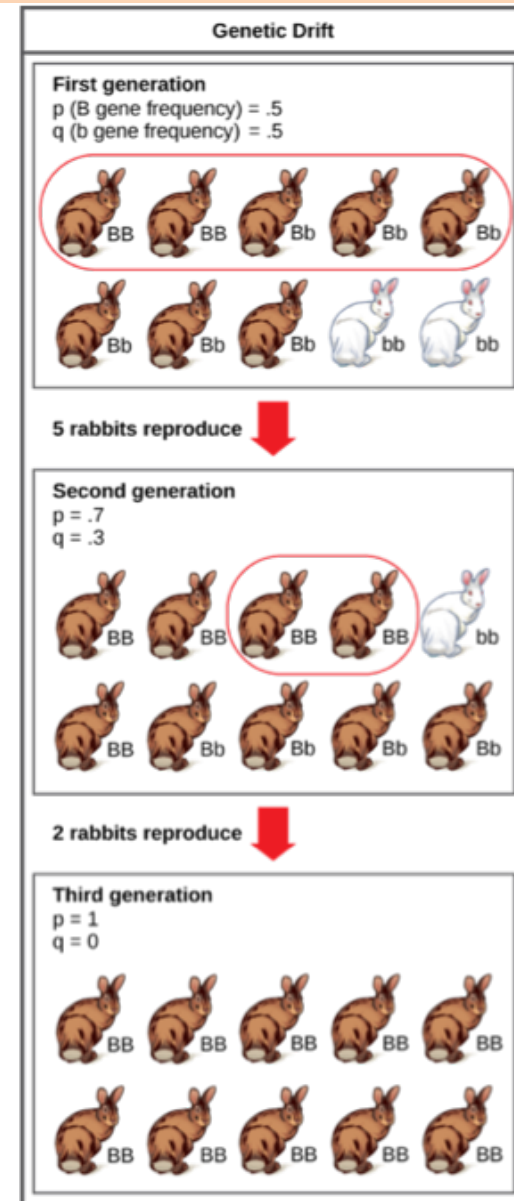 Genetic Drift
First generation
p (B gene frequency) = .5
q (b gene frequency) = .5
BB BB Bb Bb Bb
Bb Bb Bb bb bb
5 rabbits reproduce
Second generation
p = .7
q = .3
BB BB BB BB bb
BB Bb Bb Bb Bb
2 rabbits reproduce
Third generation
p = 1
q = 0
BB BB BB BB BB
BB BB BB BB BB